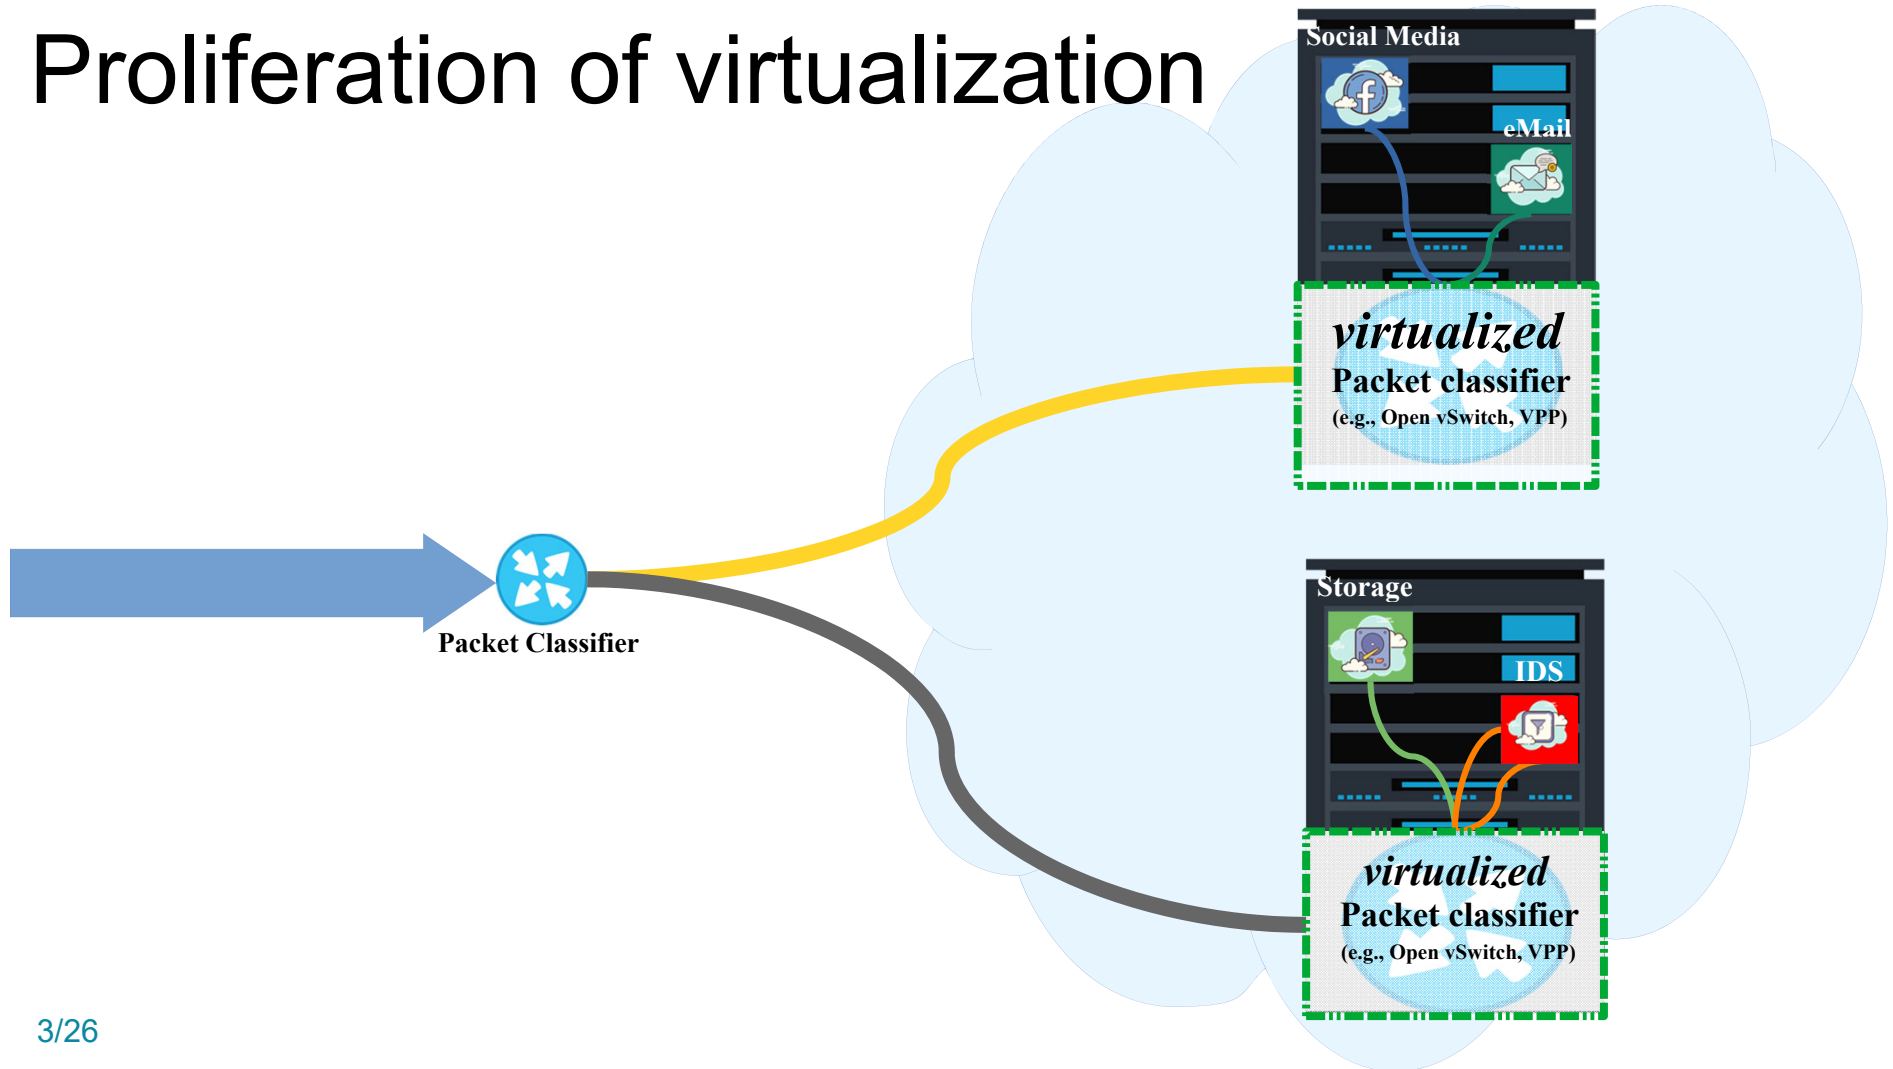 Proliferation of virtualization
Social Media
eMail
virtualized
Packet classifier
(e.g., Open vSwitch, VPP)
Packet Classifier
Storage
IDS
virtualized
Packet classifier
(e.g., Open vSwitch, VPP)
3/26